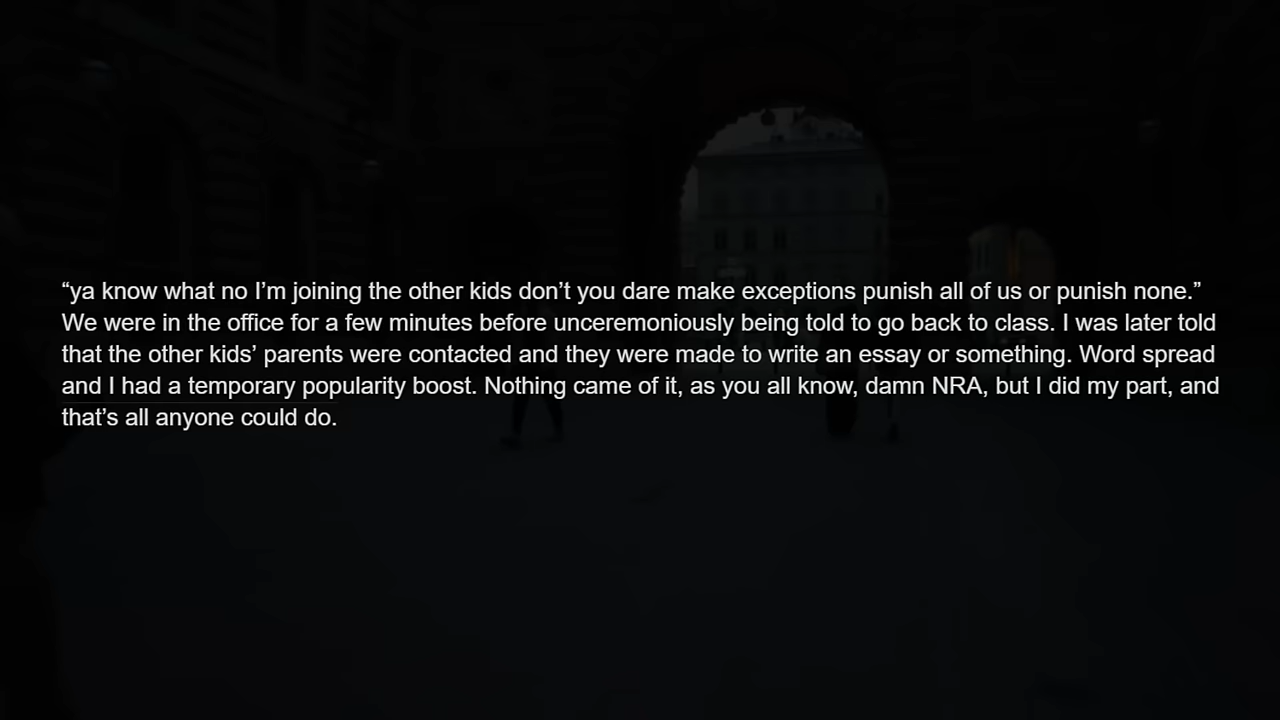 “ya know what no I’m joining the other kids don’t you dare make exceptions punish all of us or punish none.”
We were in the office for a few minutes before unceremoniously being told to go back to class. I was later told
that the other kids’ parents were contacted and they were made to write an essay or something. Word spread
and I had a temporary popularity boost. Nothing came of it, as you all know, damn NRA, but I did my part, and
that’s all anyone could do.